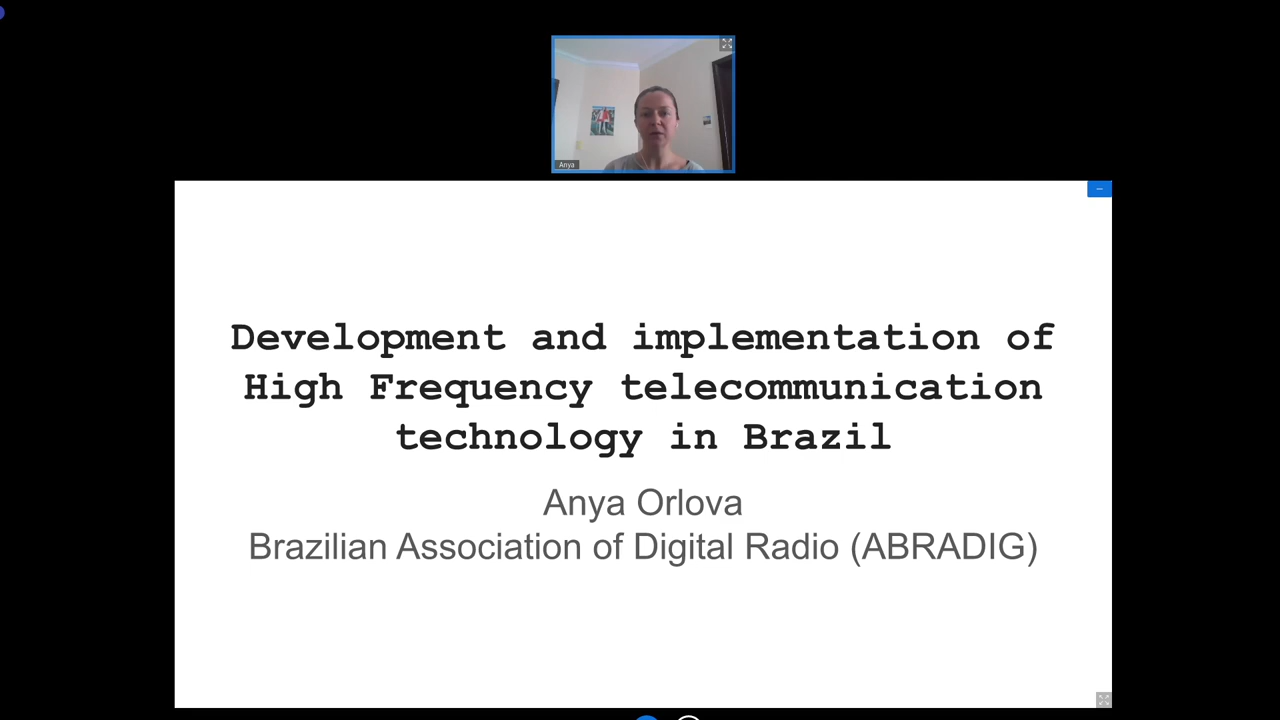 Anya
Development and implementation of
High Frequency telecommunication
technology in Brazil
Anya Orlova
Brazilian Association of Digital Radio (ABRADIG)